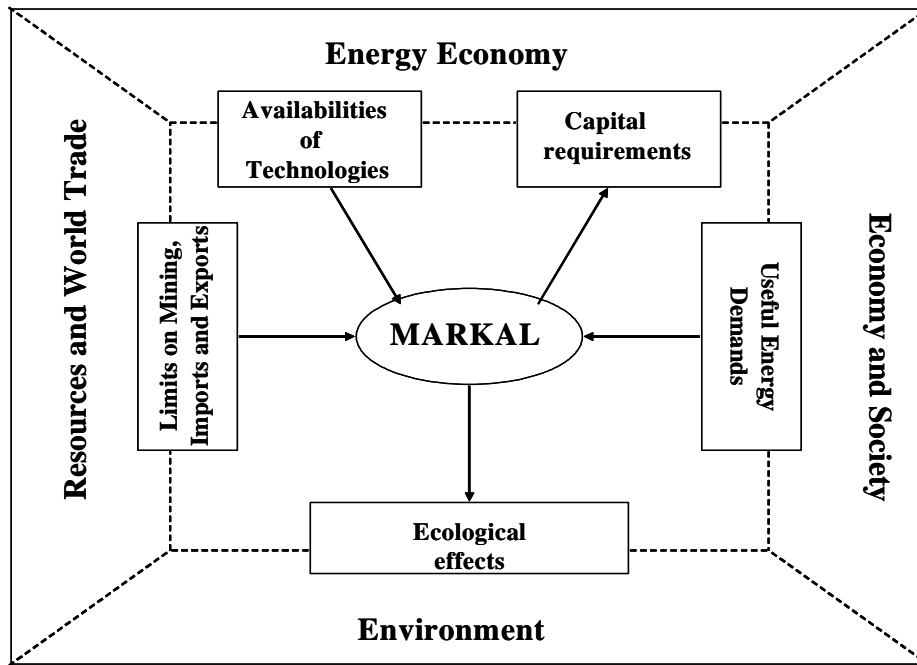 Energy Economy
Availabilities
of
Technologies
Capital
requirements
Resources and World Trade
Limits on Mining,
Imports and Exports
MARKAL
Useful Energy
Demands
Economy and Society
Ecological
effects
Environment